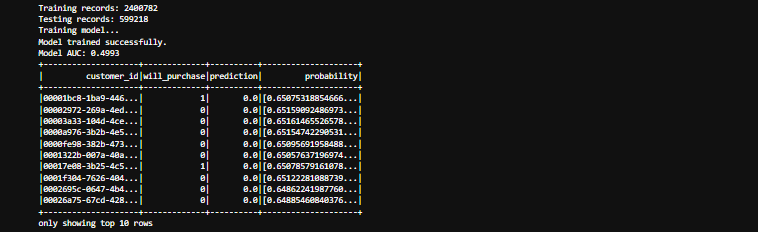 Training records: 2400782
Testing records: 599218
Training model...
Model trained successfully.
Model AUC: 0.4993
+--------------------+-------------+----------+--------------------+
|         customer_id|will_purchase|prediction|         probability|
+--------------------+-------------+----------+--------------------+
|00001bc8-1ba9-446...|            1|       0.0|[0.65075318854666...|
|00002972-269a-4ed...|            0|       0.0|[0.65159092486973...|
|00003a33-104d-4ce...|            0|       0.0|[0.65161465526578...|
|0000a976-3b2b-4e5...|            0|       0.0|[0.65154742290531...|
|0000fe98-382b-473...|            0|       0.0|[0.65095691958488...|
|0001322b-007a-40a...|            0|       0.0|[0.65057637196974...|
|00017e08-3b25-4c5...|            1|       0.0|[0.65078579161078...|
|0001f304-7626-404...|            0|       0.0|[0.65122281088739...|
|0002695c-0647-4b4...|            0|       0.0|[0.64862241987760...|
|00026a75-67cd-428...|            0|       0.0|[0.64885460840376...|
+--------------------+-------------+----------+--------------------+
only showing top 10 rows